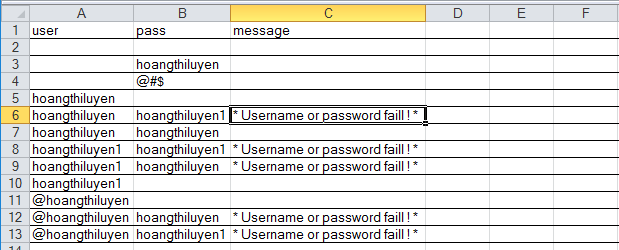 A B C D E F
1 user pass message
2
3 hoangthiluyen
4 @#$
5 hoangthiluyen
6 hoangthiluyen hoangthiluyen1 * Username or password faill ! *
7 hoangthiluyen hoangthiluyen
8 hoangthiluyen1 hoangthiluyen1 * Username or password faill ! *
9 hoangthiluyen1 hoangthiluyen * Username or password faill ! *
10 hoangthiluyen1
11 @hoangthiluyen
12 @hoangthiluyen hoangthiluyen * Username or password faill ! *
13 @hoangthiluyen hoangthiluyen1 * Username or password faill ! *